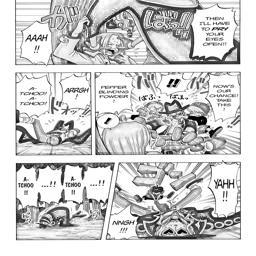 THEN
I'LL HAVE
TO PRY
YOUR
EYES
OPEN!!
AAAH
!!
NOW'S
OUR
CHANCE!
TAKE
THIS
!
PEPPER
BLINDING
POWDER
ARRGH
A-
TCHOO!
A-
TCHOO!
YAHH
!!
NNGH
!!!
A-
TCHOO
!!
...!!
A-
TCHOO
!!
...!!